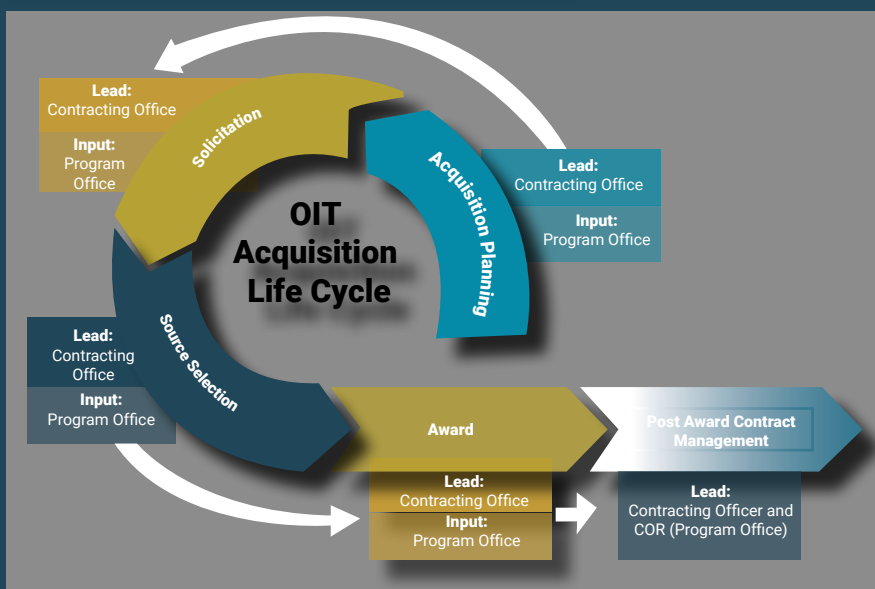 OIT
Acquisition
Life Cycle
Acquisition Planning
Lead:
Contracting Office
Input:
Program Office
Solicitation
Lead:
Contracting Office
Input:
Program
Office
Source Selection
Lead:
Contracting
Office
Input:
Program Office
Award
Lead:
Contracting Office
Input:
Program Office
Post Award Contract
Management
Lead:
Contracting Officer and
COR (Program Office)